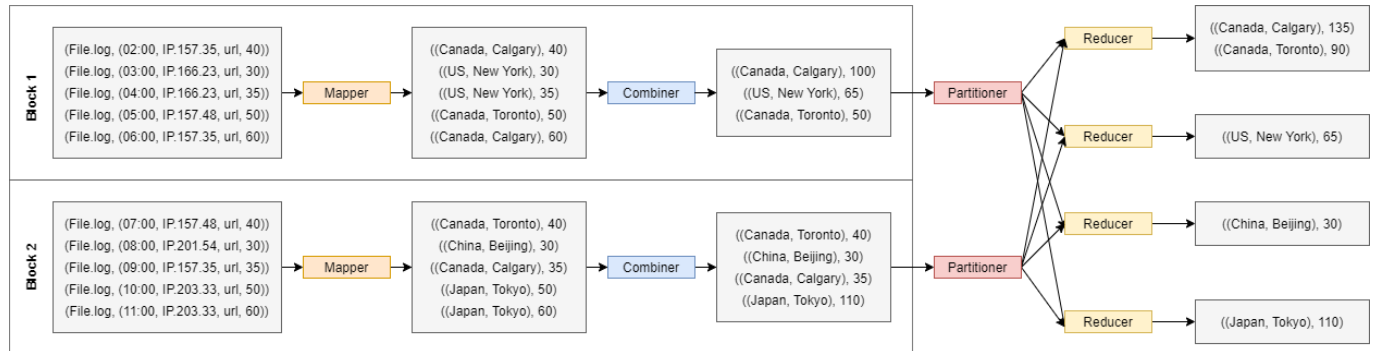 Block 1
(File.log, (02:00, IP.157.35, url, 40))
(File.log, (03:00, IP.166.23, url, 30))
(File.log, (04:00, IP.166.23, url, 35))
(File.log, (05:00, IP.157.48, url, 50))
(File.log, (06:00, IP.157.35, url, 60))
Mapper
((Canada, Calgary), 40)
((US, New York), 30)
((US, New York), 35)
((Canada, Toronto), 50)
((Canada, Calgary), 60)
Combiner
((Canada, Calgary), 100)
((US, New York), 65)
((Canada, Toronto), 50)
Partitioner
Block 2
(File.log, (07:00, IP.157.48, url, 40))
(File.log, (08:00, IP.201.54, url, 30))
(File.log, (09:00, IP.157.35, url, 35))
(File.log, (10:00, IP.203.33, url, 50))
(File.log, (11:00, IP.203.33, url, 60))
Mapper
((Canada, Toronto), 40)
((China, Beijing), 30)
((Canada, Calgary), 35)
((Japan, Tokyo), 50)
((Japan, Tokyo), 60)
Combiner
((Canada, Toronto), 40)
((China, Beijing), 30)
((Canada, Calgary), 35)
((Japan, Tokyo), 110)
Partitioner
Reducer
((Canada, Calgary), 135)
((Canada, Toronto), 90)
Reducer
((US, New York), 65)
Reducer
((China, Beijing), 30)
Reducer
((Japan, Tokyo), 110)